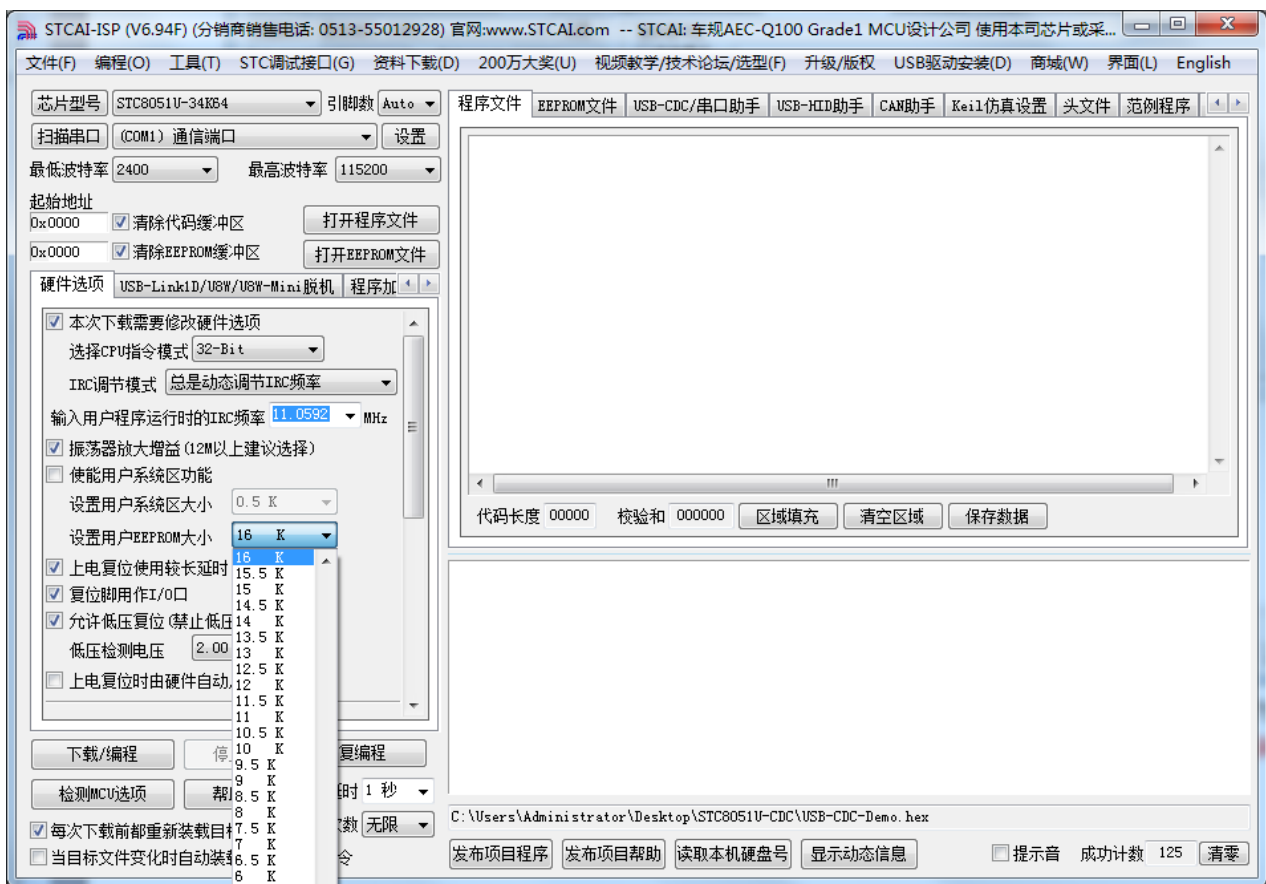 STCAI-ISP (V6.94F) (分销商销售电话: 0513-55012928) 官网:www.STCAI.com -- STCAI: 车规AEC-Q100 Grade1 MCU设计公司 使用本司芯片或采...
文件(F) 编程(O) 工具(T) STC调试接口(G) 资料下载(D) 200万大奖(U) 视频教学/技术论坛/选型(F) 升级/版权 USB驱动安装(D) 商城(W) 界面(L) English
芯片型号 STC8051U-34K64 引脚数 Auto
扫描串口 (COM1) 通信端口 设置
最低波特率 2400 最高波特率 115200
起始地址
0x0000 清除代码缓冲区 打开程序文件
0x0000 清除EEPROM缓冲区 打开EEPROM文件
硬件选项 USB-Link1D/U8W/U8W-Mini脱机 程序加
本次下载需要修改硬件选项
选择CPU指令模式 32-Bit
IRC调节模式 总是动态调节IRC频率
输入用户程序运行时的IRC频率 11.0592 MHz
振荡器放大增益(12M以上建议选择)
使能用户系统区功能
设置用户系统区大小 0.5 K
设置用户EEPROM大小 16 K
上电复位使用较长延时
复位脚用作I/O口
允许低压复位(禁止低压
低压检测电压 2.00
上电复位时由硬件自动
16 K
15.5 K
15 K
14.5 K
14 K
13.5 K
13 K
12.5 K
12 K
11.5 K
11 K
10.5 K
10 K
9.5 K
9 K
8.5 K
8 K
7.5 K
7 K
6.5 K
6 K
下载/编程 停 复编程
检测MCU选项 帮 延时 1 秒
每次下载前都重新装载目标 次数 无限
当目标文件变化时自动装载 令
程序文件 EEPROM文件 USB-CDC/串口助手 USB-HID助手 CAN助手 Keil仿真设置 头文件 范例程序
代码长度 00000 校验和 000000 区域填充 清空区域 保存数据
C:\Users\Administrator\Desktop\STC8051U-CDC\USB-CDC-Demo.hex
发布项目程序 发布项目帮助 读取本机硬盘号 显示动态信息 提示音 成功计数 125 清零